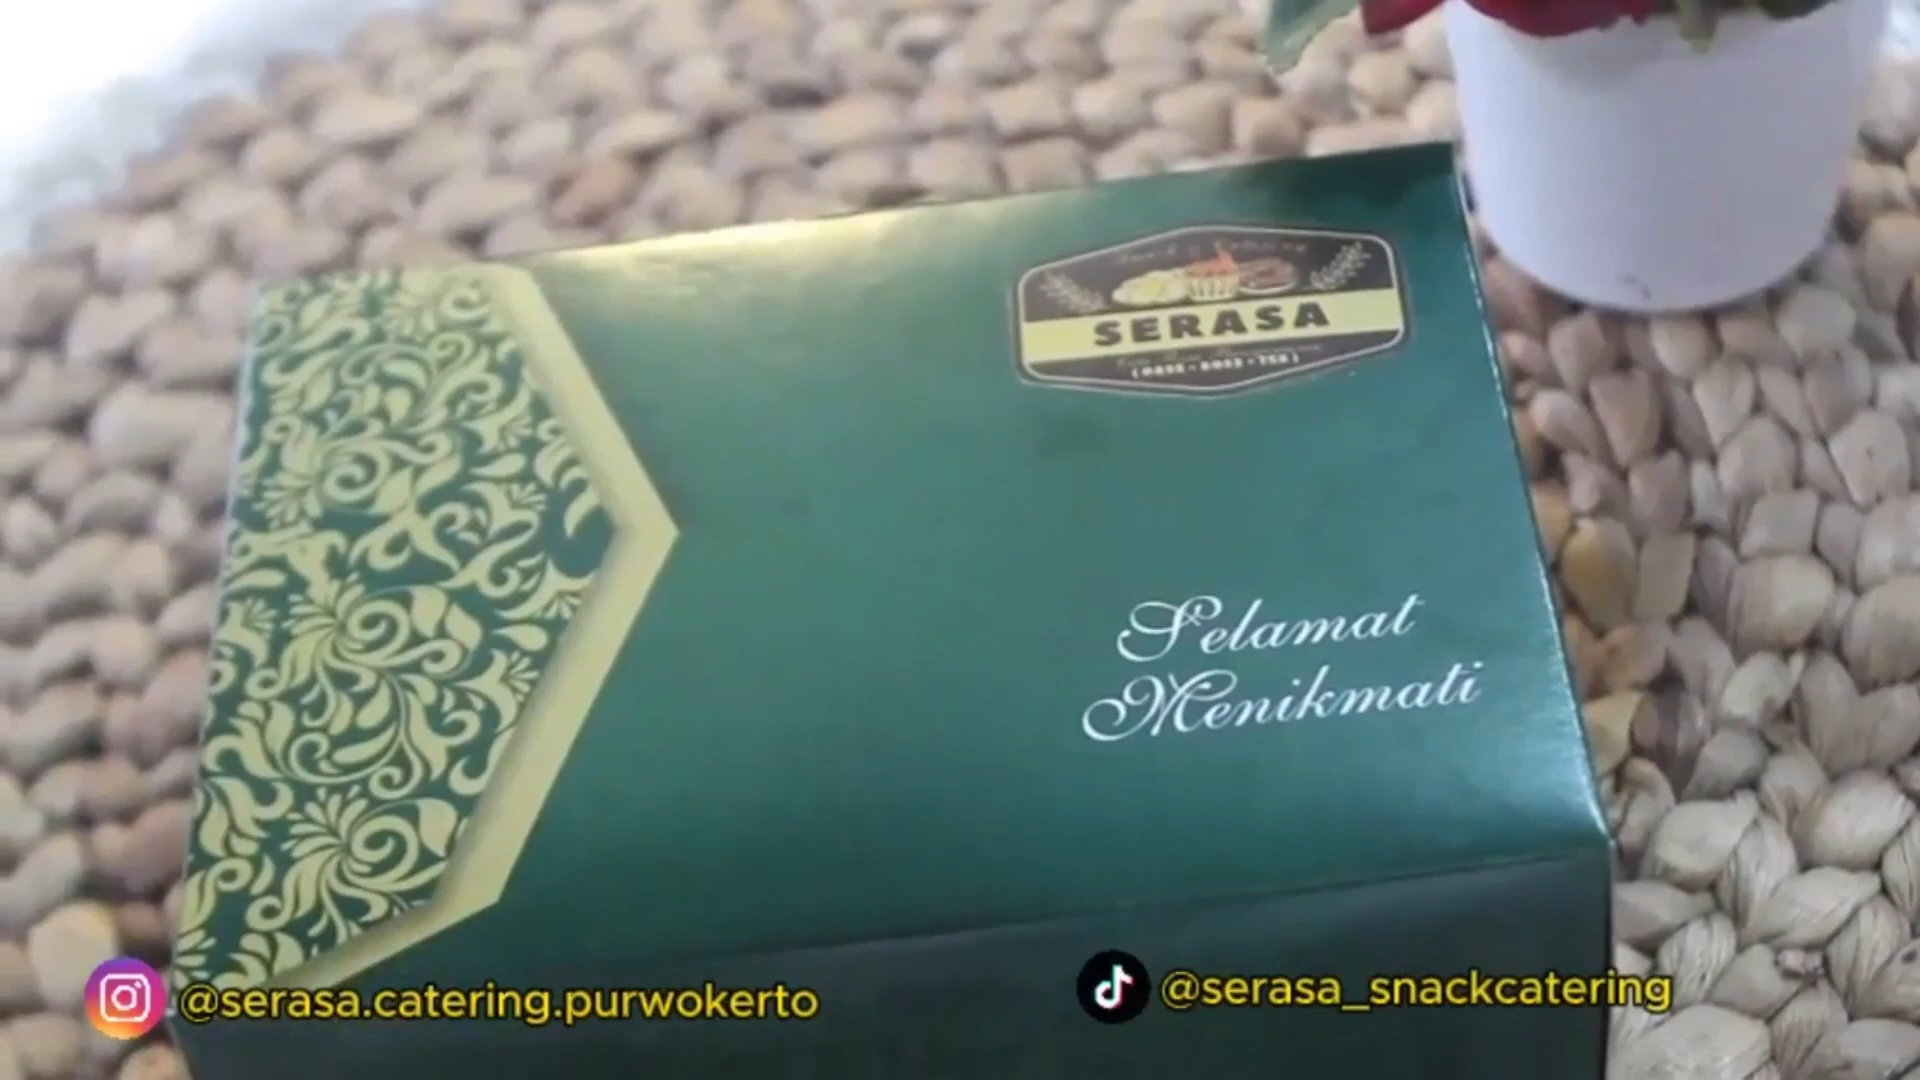 SERASA
Selamat
Menikmati
@serasa.catering.purwokerto
@serasa_snackcatering